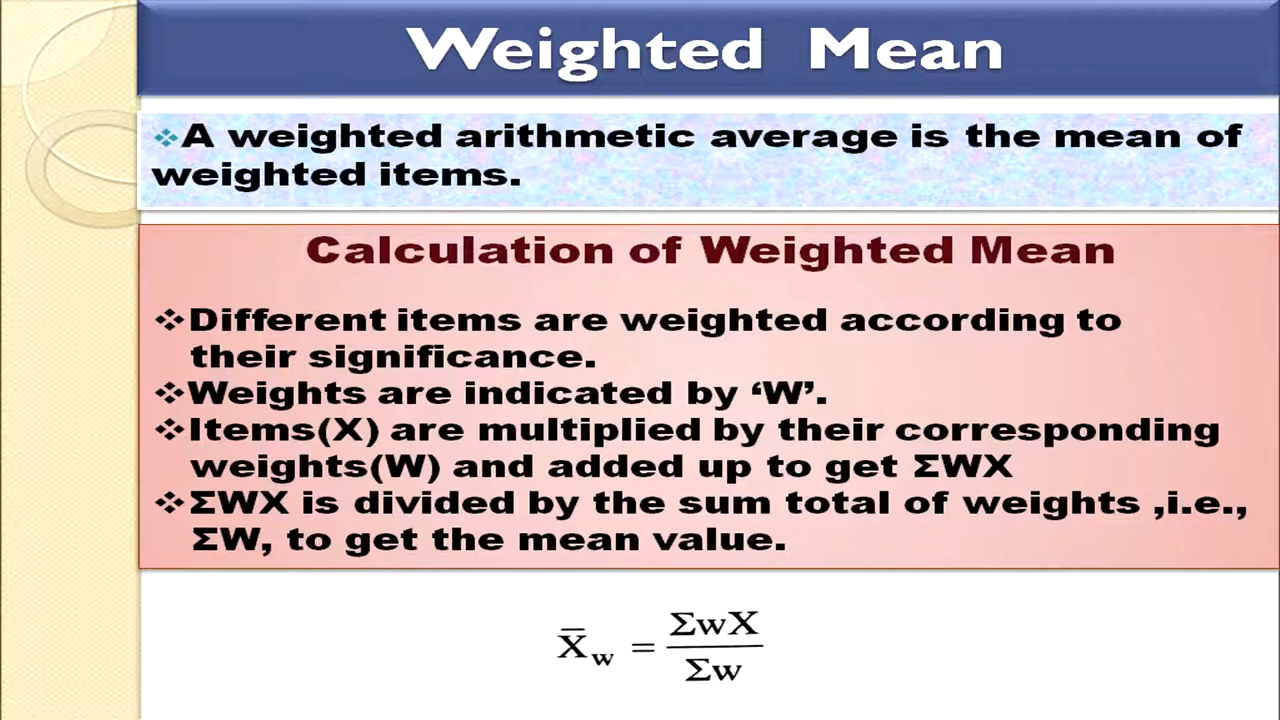 Weighted Mean
❖A weighted arithmetic average is the mean of
weighted items.
Calculation of Weighted Mean
❖Different items are weighted according to
their significance.
❖Weights are indicated by ‘W’.
❖Items(X) are multiplied by their corresponding
weights(W) and added up to get ΣWX
❖ΣWX is divided by the sum total of weights ,i.e.,
ΣW, to get the mean value.
X̅w = ΣwX / Σw